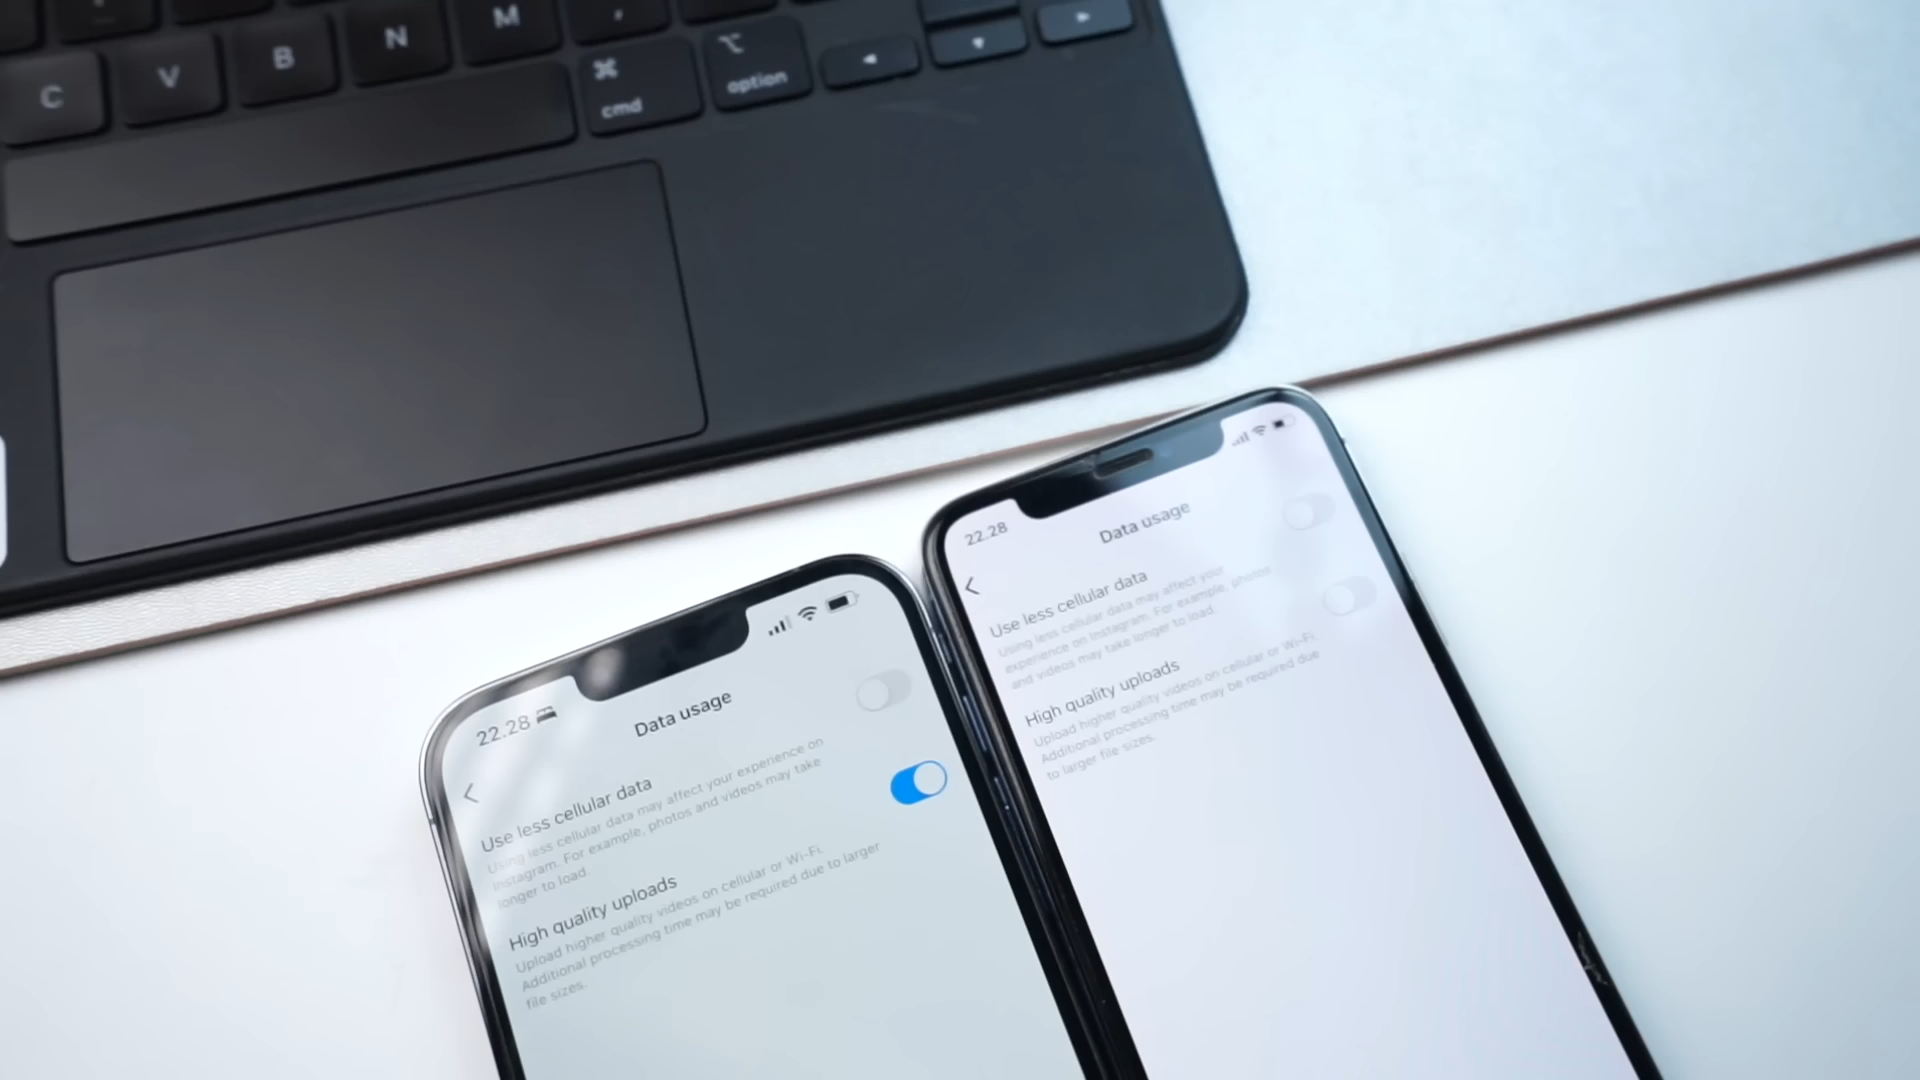 M
,
N
B
V
C
⌘
cmd
⌥
option
◄
▼
►
22.28
Data usage
Use less cellular data
Using less cellular data may affect your experience on
Instagram. For example, photos and videos may take
longer to load.
High quality uploads
Upload higher quality videos on cellular or Wi-Fi.
Additional processing time may be required due to larger
file sizes.
22.28
Data usage
Use less cellular data
Using less cellular data may affect your
experience on Instagram. For example, photos
and videos may take longer to load.
High quality uploads
Upload higher quality videos on cellular or Wi-Fi.
Additional processing time may be required due
to larger file sizes.